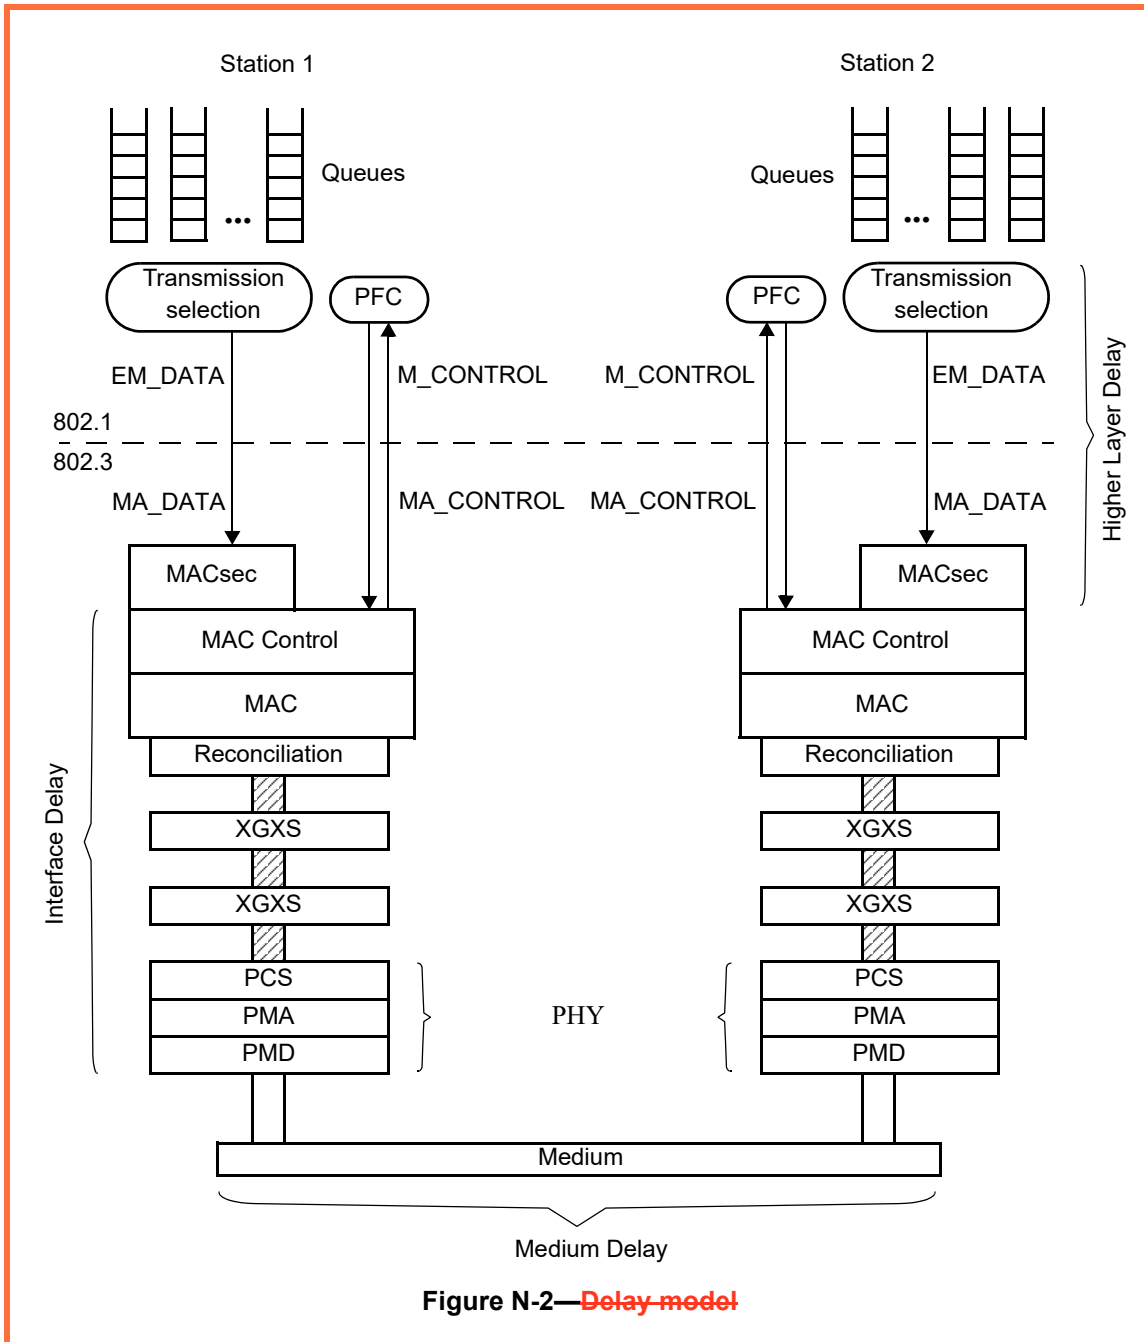 Station 1
Station 2
Queues
Queues
...
...
Transmission
selection
PFC
PFC
Transmission
selection
EM_DATA
M_CONTROL
M_CONTROL
EM_DATA
802.1
802.3
MA_DATA
MA_CONTROL
MA_CONTROL
MA_DATA
Higher Layer Delay
MACsec
MACsec
MAC Control
MAC Control
MAC
MAC
Reconciliation
Reconciliation
Interface Delay
XGXS
XGXS
XGXS
XGXS
PCS
PCS
PMA
PHY
PMA
PMD
PMD
Medium
Medium Delay
Figure N-2—Delay model